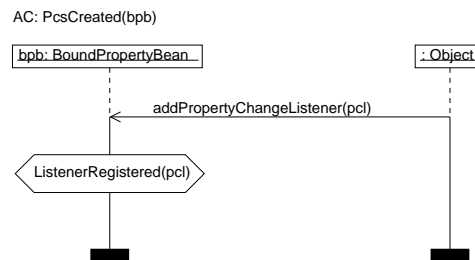 AC: PcsCreated(bpb)
bpb: BoundPropertyBean
: Object
addPropertyChangeListener(pcl)
ListenerRegistered(pcl)